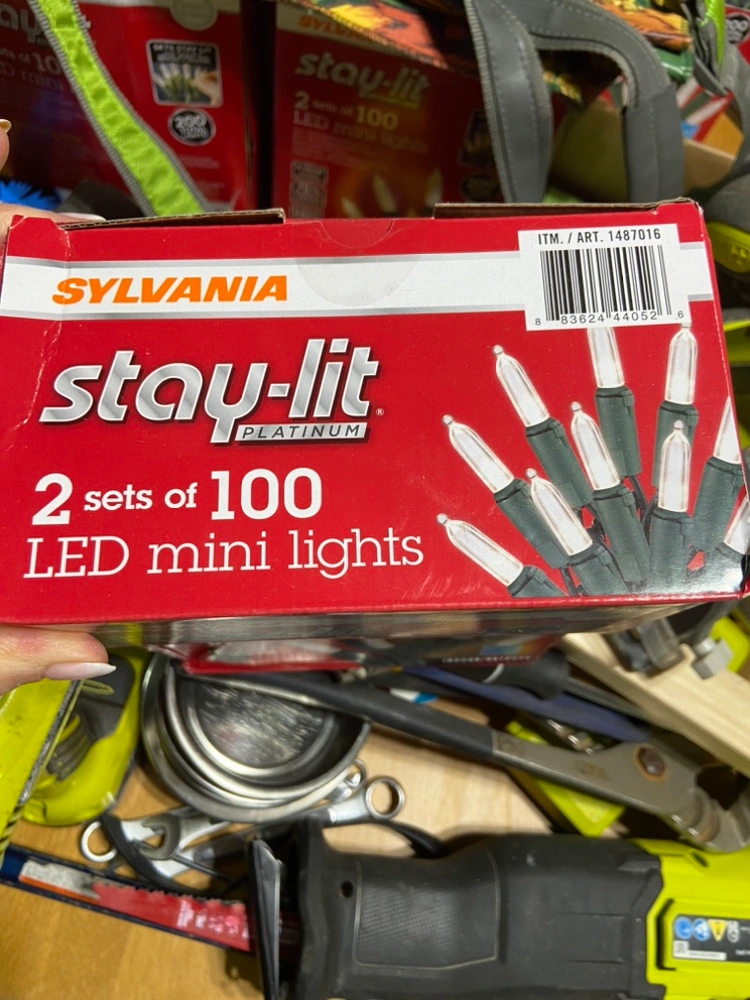 stay-lit
2 sets of 100
LED mini lights
200
ITM. / ART. 1487016
8 83624 44052 6
SYLVANIA
stay-lit®
PLATINUM
2 sets of 100
LED mini lights